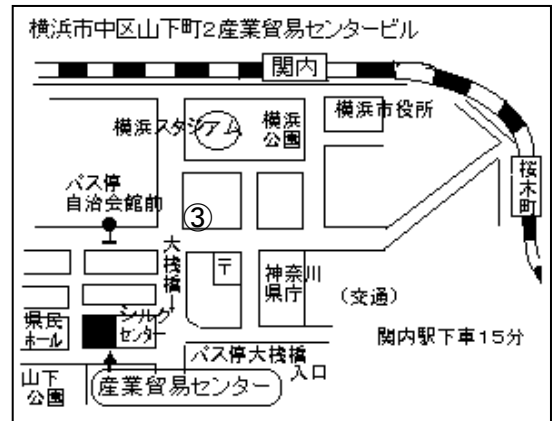 横浜市中区山下町2産業貿易センタービル
関内
横浜スタジアム
横浜
公園
横浜市役所
桜木町
バス停
自治会館前
③
大桟橋
〒
神奈川
県庁
(交通)
関内駅下車15分
県民
ホール
シルク
センター
バス停大桟橋
入口
山下
公園
産業貿易センター